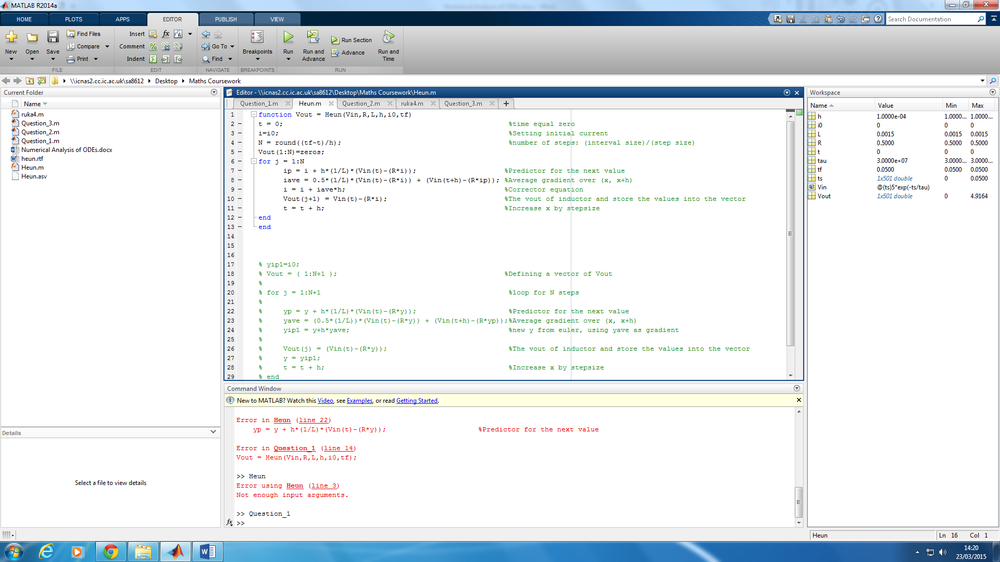 MATLAB R2014a
HOME PLOTS APPS EDITOR PUBLISH VIEW
Search Documentation
New Open Save Find Files Compare Print
Insert Comment Indent
Go To Find
Breakpoints
Run Run and Advance Run Section Advance Run and Time
FILE EDIT NAVIGATE BREAKPOINTS RUN
\\icnas2.cc.ic.ac.uk\sa8612 Desktop Maths Coursework
Current Folder
Name
ruka4.m
Question_3.m
Question_2.m
Question_1.m
Numerical Analysis of ODEs.docx
heun.rtf
Heun.m
Heun.asv
Details
Select a file to view details
Editor - \\icnas2.cc.ic.ac.uk\sa8612\Desktop\Maths Coursework\Heun.m
Question_1.m Heun.m Question_2.m ruka4.m Question_3.m +
1 function Vout = Heun(Vin,R,L,h,i0,tf)
2 – t = 0; %time equal zero
3 – i=i0; %Setting initial current
4 – N = round((tf-t)/h); %number of steps: (interval size)/(step size)
5 – Vout(1:N)=zeros;
6 – for j = 1:N
7 – ip = i + h*(1/L)*(Vin(t)-(R*i)); %Predictor for the next value
8 – iave = 0.5*(1/L)*(Vin(t)-(R*i)) + (Vin(t+h)-(R*ip)); %Average gradient over (x, x+h)
9 – i = i + iave*h; %Corrector equation
10 – Vout(j+1) = Vin(t)-(R*i); %The vout of inductor and store the values into the vector
11 – t = t + h; %Increase x by stepsize
12 – end
13 – end
14
15
16
17 % yip1=i0;
18 % Vout = ( 1:N+1 ); %Defining a vector of Vout
19 %
20 % for j = 1:N+1 %loop for N steps
21 %
22 % yp = y + h*(1/L)*(Vin(t)-(R*y)); %Predictor for the next value
23 % yave = (0.5*(1/L))*(Vin(t)-(R*y)) + (Vin(t+h)-(R*yp));%Average gradient over (x, x+h)
24 % yip1 = y+h*yave; %new y from euler, using yave as gradient
25 %
26 % Vout(j) = (Vin(t)-(R*y)); %The vout of inductor and store the values into the vector
27 % y = yip1;
28 % t = t + h; %Increase x by stepsize
29 % end
Command Window
New to MATLAB? Watch this Video, see Examples, or read Getting Started.
Error in Heun (line 22)
yp = y + h*(1/L)*(Vin(t)-(R*y)); %Predictor for the next value
Error in Question_1 (line 14)
Vout = Heun(Vin,R,L,h,i0,tf);
>> Heun
Error using Heun (line 3)
Not enough input arguments.
>> Question_1
fx >>
Workspace
Name Value Min Max
h 1.0000e-04 1.0000... 1.0000...
i0 0 0 0
L 0.0015 0.0015 0.0015
R 0.5000 0.5000 0.5000
t 0 0 0
tau 3.0000e+07 3.0000... 3.0000...
tf 0.0500 0.0500 0.0500
ts 1x501 double 0 0.0500
Vin @(ts)5*exp(-ts/tau)
Vout 1x501 double 0 4.9164
Heun Ln 16 Col 1
14:20
23/03/2015